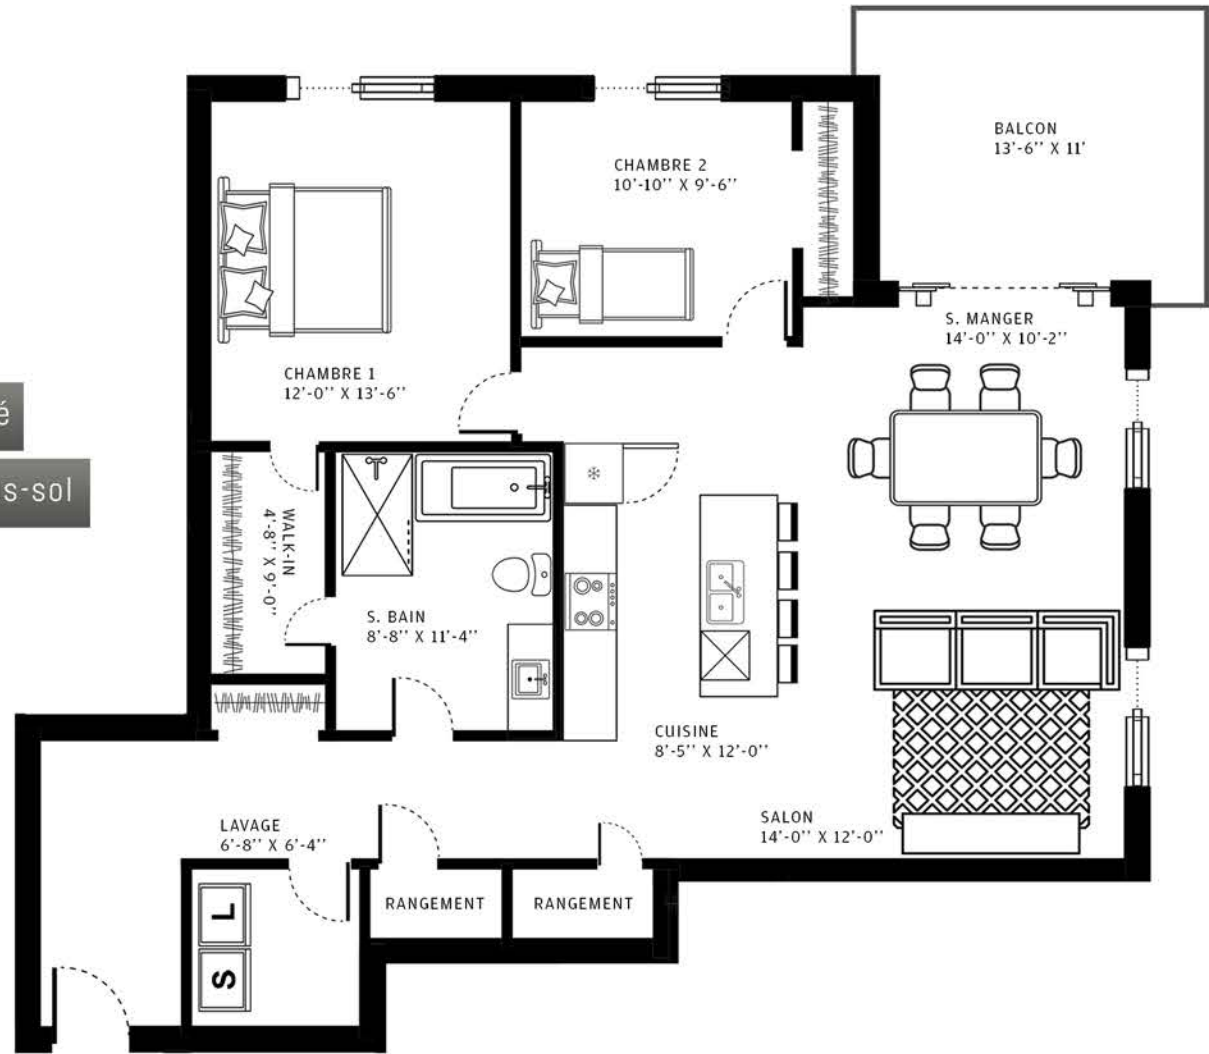 BALCON
13'-6'' X 11'
CHAMBRE 2
10'-10'' X 9'-6''
S. MANGER
14'-0'' X 10'-2''
CHAMBRE 1
12'-0'' X 13'-6''
é
s-sol
WALK-IN
4'-8'' X 9'-0''
S. BAIN
8'-8'' X 11'-4''
CUISINE
8'-5'' X 12'-0''
SALON
14'-0'' X 12'-0''
LAVAGE
6'-8'' X 6'-4''
RANGEMENT
RANGEMENT
L
S